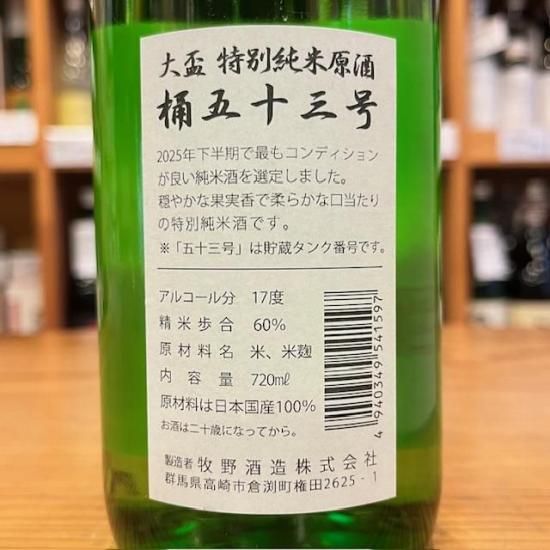 大盃 特別純米原酒
桶五十三号
2025年下半期で最もコンディション
が良い純米酒を選定しました。
穏やかな果実香で柔らかな口当たり
の特別純米酒です。
※「五十三号」は貯蔵タンク番号です。
アルコール分 17度
精米歩合 60%
原材料名 米、米麹
内容量 720㎖
原材料は日本国産100%
お酒は二十歳になってから。
4 940349 541597
製造者 牧野酒造株式会社
群馬県高崎市倉渕町権田2625-1